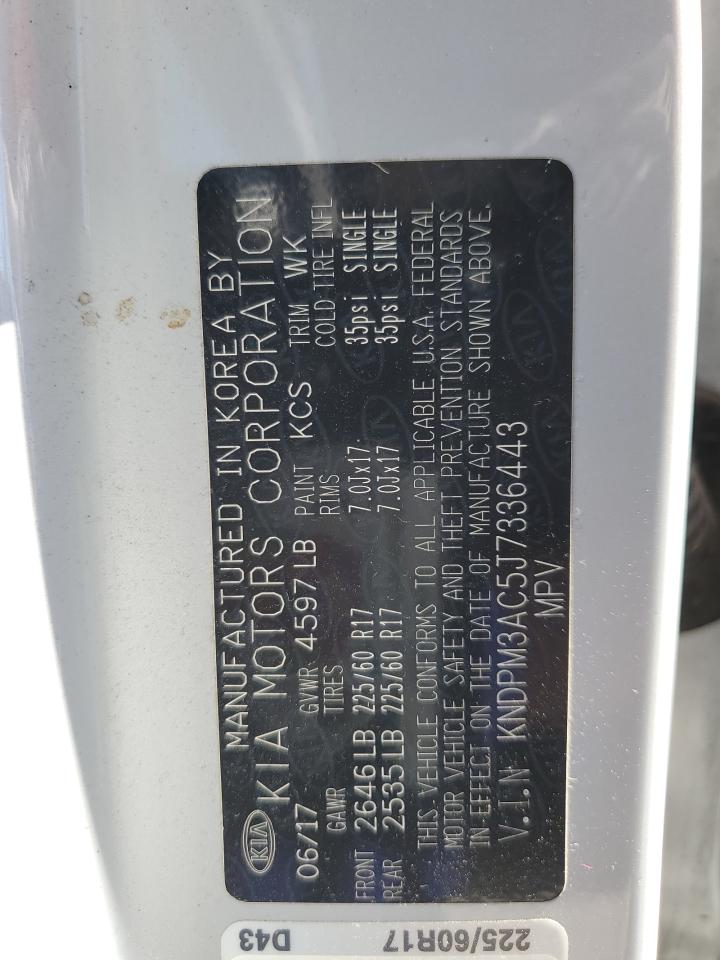 MANUFACTURED IN KOREA BY
KIA KIA MOTORS CORPORATION
06/17 GVWR 4597 LB PAINT KCS TRIM WK
GAWR TIRES RIMS COLD TIRE INFL
FRONT 2646 LB 225/60 R17 7.0Jx17 35psi SINGLE
REAR 2535 LB 225/60 R17 7.0Jx17 35psi SINGLE
THIS VEHICLE CONFORMS TO ALL APPLICABLE U.S.A. FEDERAL
MOTOR VEHICLE SAFETY AND THEFT PREVENTION STANDARDS
IN EFFECT ON THE DATE OF MANUFACTURE SHOWN ABOVE.
V.I.N KNDPM3AC5J7336443
MPV
D43
225/60R17